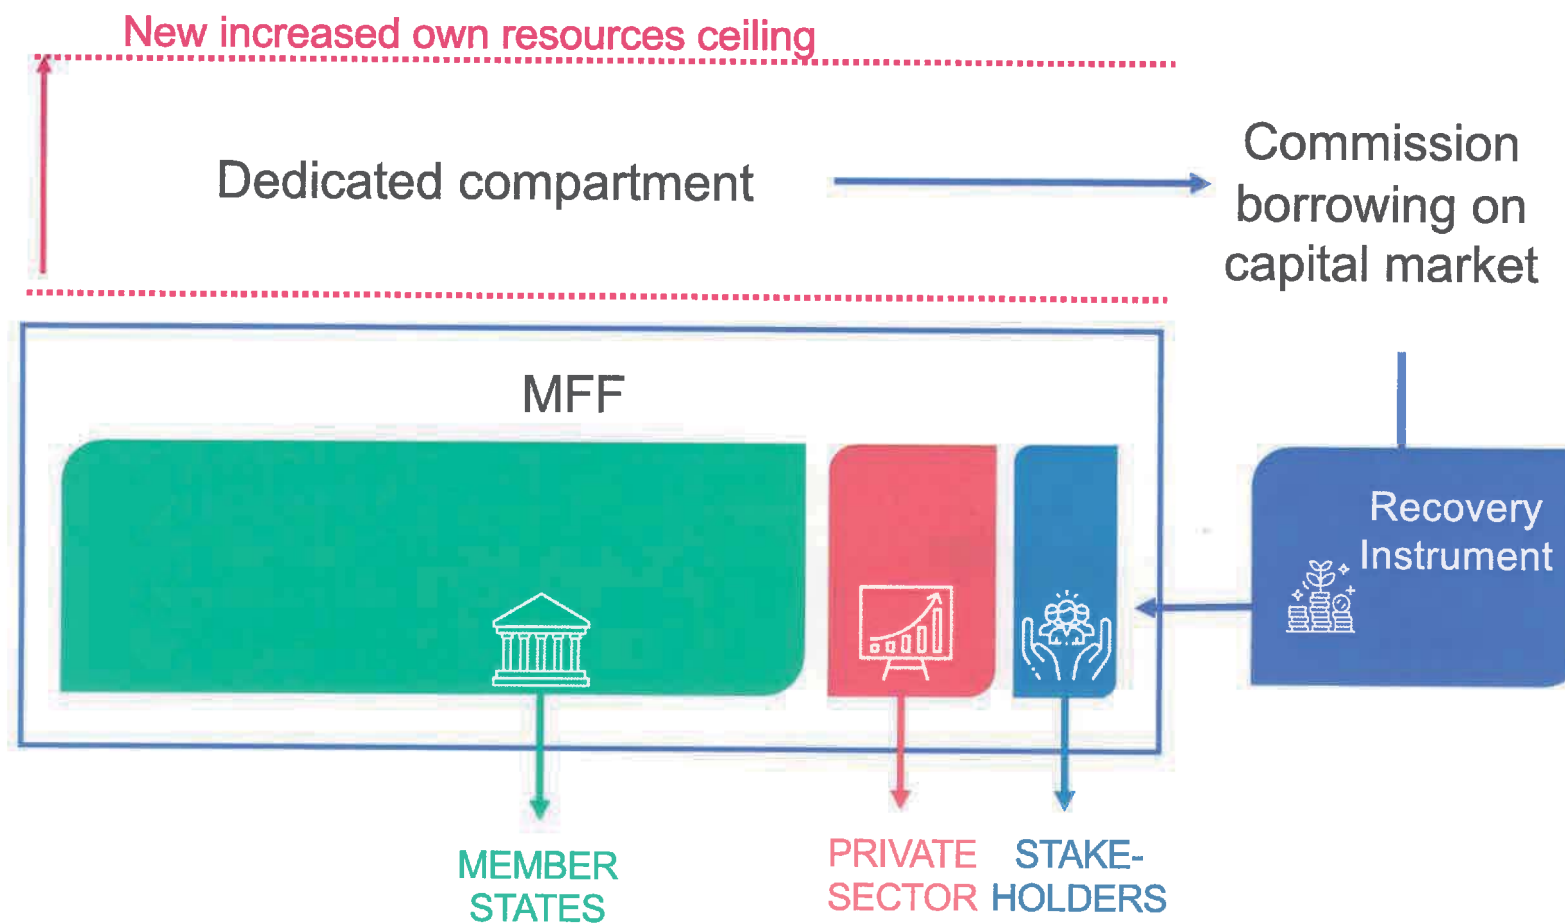 New increased own resources ceiling
Dedicated compartment
Commission
borrowing on
capital market
MFF
Recovery
Instrument
MEMBER
STATES
PRIVATE
SECTOR
STAKE-
HOLDERS